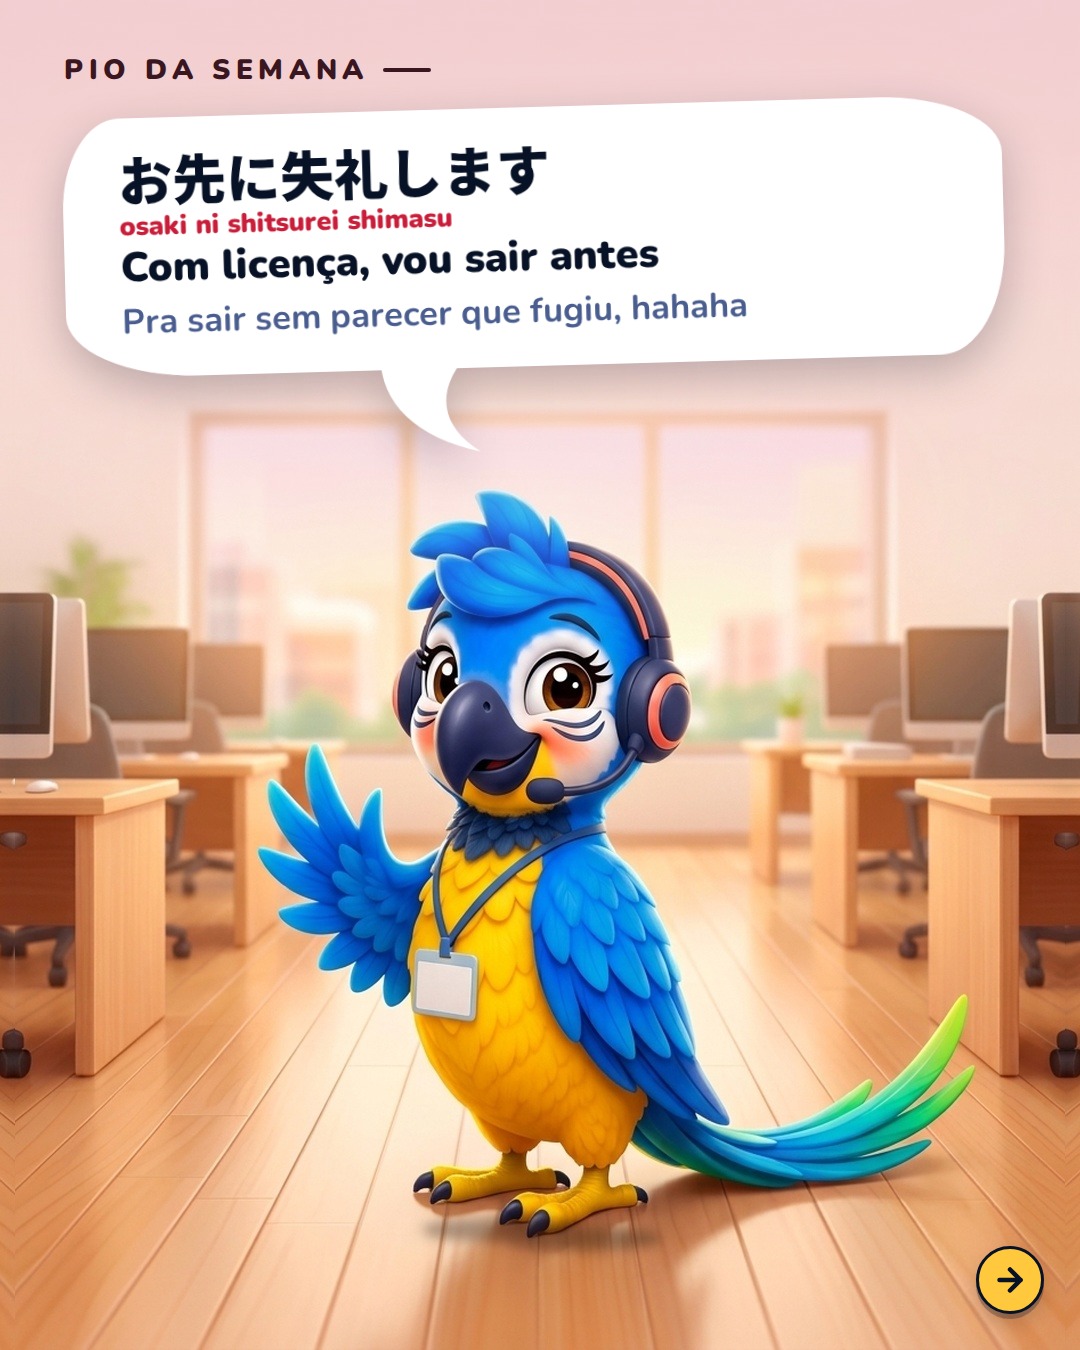 PIO DA SEMANA
お先に失礼します
osaki ni shitsurei shimasu
Com licença, vou sair antes
Pra sair sem parecer que fugiu, hahaha